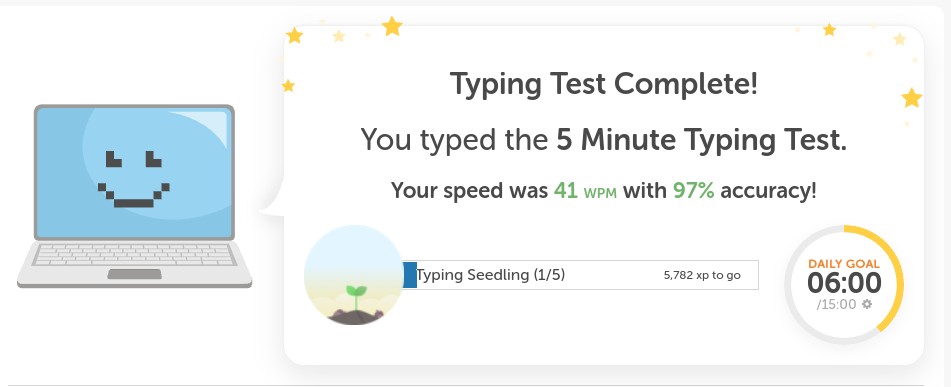 Typing Test Complete!
You typed the 5 Minute Typing Test.
Your speed was 41 WPM with 97% accuracy!
Typing Seedling (1/5) 5,782 xp to go
DAILY GOAL
06:00
/15:00